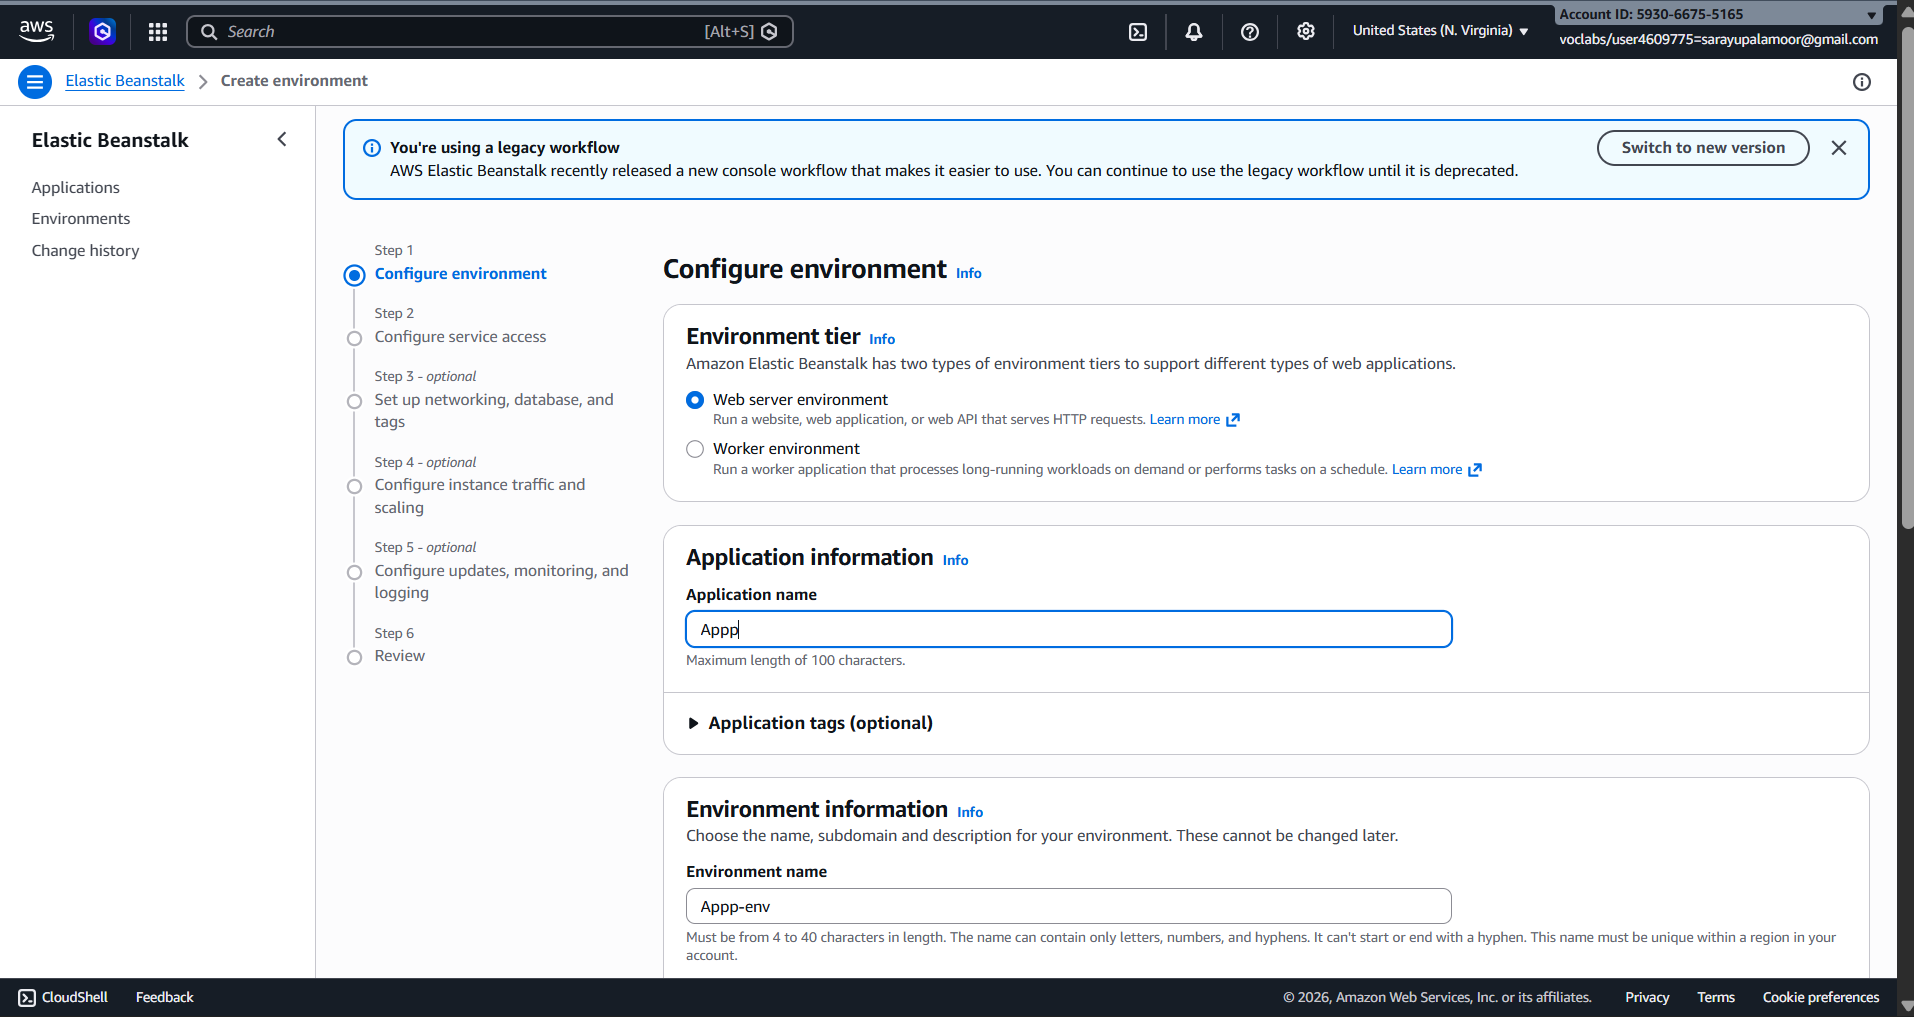 aws
Search
[Alt+S]
United States (N. Virginia)
Account ID: 5930-6675-5165
voclabs/user4609775=sarayupalamoor@gmail.com
Elastic Beanstalk
Create environment
Elastic Beanstalk
Applications
Environments
Change history
You're using a legacy workflow
AWS Elastic Beanstalk recently released a new console workflow that makes it easier to use. You can continue to use the legacy workflow until it is deprecated.
Switch to new version
Step 1
Configure environment
Step 2
Configure service access
Step 3 - optional
Set up networking, database, and
tags
Step 4 - optional
Configure instance traffic and
scaling
Step 5 - optional
Configure updates, monitoring, and
logging
Step 6
Review
Configure environment Info
Environment tier Info
Amazon Elastic Beanstalk has two types of environment tiers to support different types of web applications.
Web server environment
Run a website, web application, or web API that serves HTTP requests. Learn more
Worker environment
Run a worker application that processes long-running workloads on demand or performs tasks on a schedule. Learn more
Application information Info
Application name
Appp
Maximum length of 100 characters.
Application tags (optional)
Environment information Info
Choose the name, subdomain and description for your environment. These cannot be changed later.
Environment name
Appp-env
Must be from 4 to 40 characters in length. The name can contain only letters, numbers, and hyphens. It can't start or end with a hyphen. This name must be unique within a region in your
account.
CloudShell
Feedback
© 2026, Amazon Web Services, Inc. or its affiliates.
Privacy
Terms
Cookie preferences